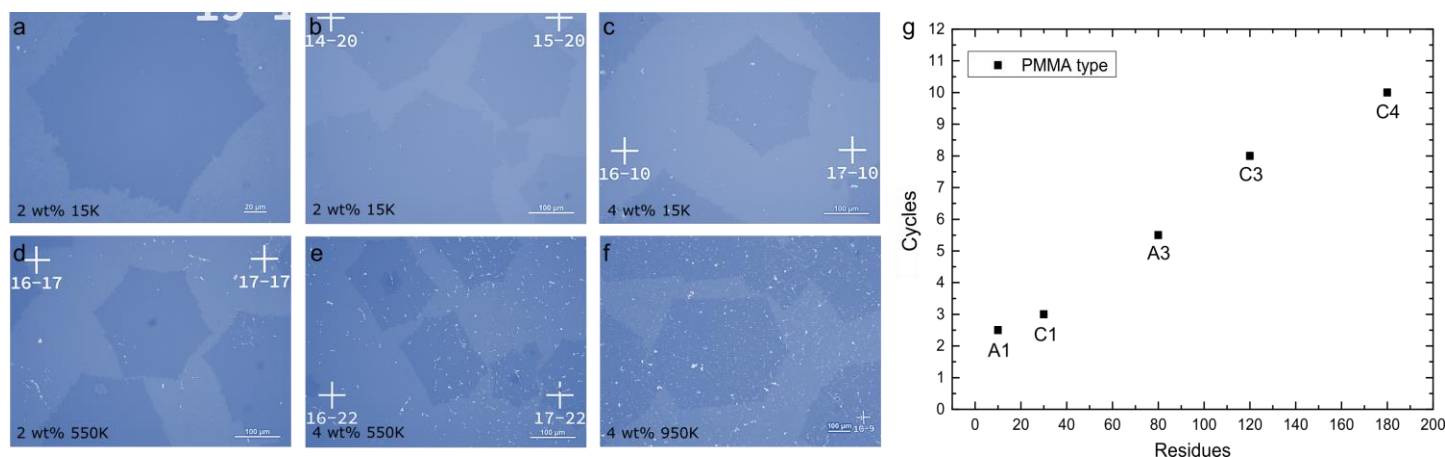 a
2 wt% 15K
20 µm
b
14-20
15-20
2 wt% 15K
100 µm
c
16-10
17-10
4 wt% 15K
100 µm
d
16-17
17-17
2 wt% 550K
100 µm
e
16-22
17-22
4 wt% 550K
100 µm
f
4 wt% 950K
100 µm
16-9
g
PMMA type
12
11
10
9
8
7
6
5
4
3
2
1
0
Cycles
A1
C1
A3
C3
C4
0 20 40 60 80 100 120 140 160 180 200
Residues